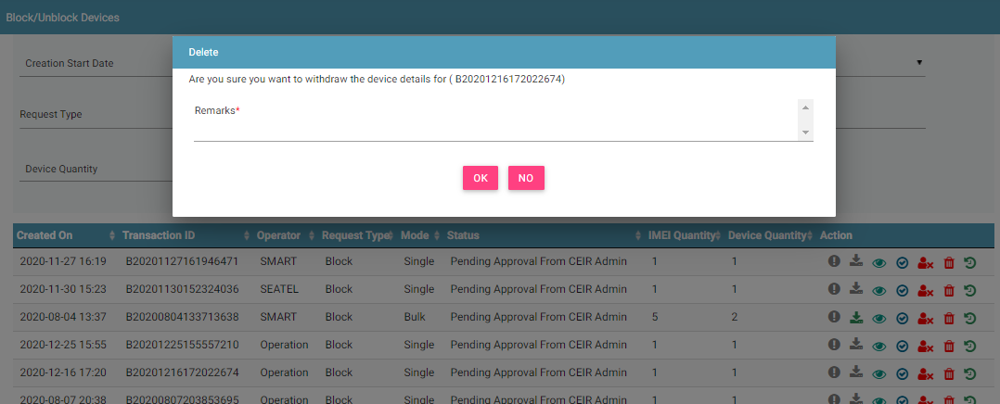 Block/Unblock Devices
Delete
Are you sure you want to withdraw the device details for ( B20201216172022674)
Creation Start Date
Remarks*
Request Type
Device Quantity
OK NO
Created On Transaction ID Operator Request Type Mode Status IMEI Quantity Device Quantity Action
2020-11-27 16:19 B20201127161946471 SMART Block Single Pending Approval From CEIR Admin 1 1
2020-11-30 15:23 B20201130152324036 SEATEL Block Single Pending Approval From CEIR Admin 1 1
2020-08-04 13:37 B20200804133713638 SMART Block Bulk Pending Approval From CEIR Admin 5 2
2020-12-25 15:55 B20201225155557210 Operation Block Single Pending Approval From CEIR Admin 1 1
2020-12-16 17:20 B20201216172022674 Operation Block Single Pending Approval From CEIR Admin 1 1
2020-08-07 20:38 B20200807203853695 Operation Block Single Pending Approval From CEIR Admin 1 1